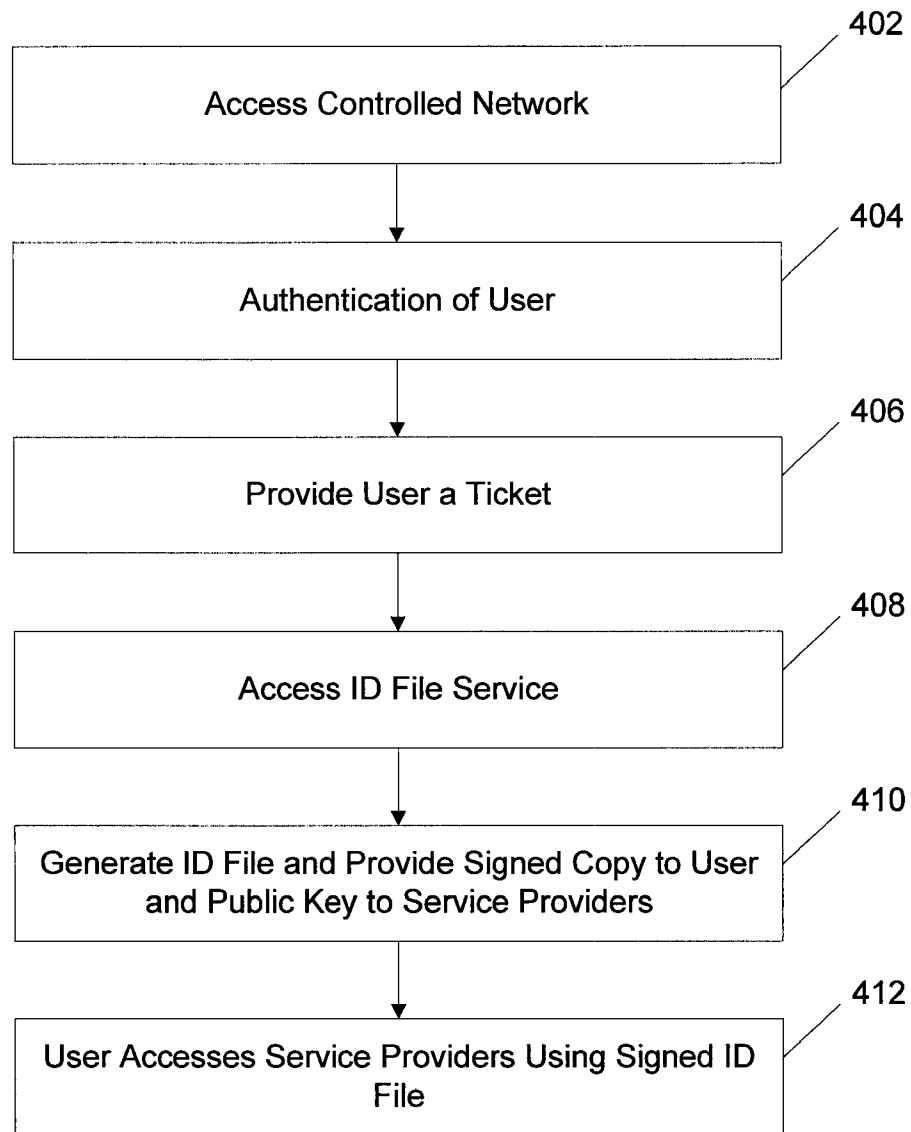 402
Access Controlled Network
404
Authentication of User
406
Provide User a Ticket
408
Access ID File Service
410
Generate ID File and Provide Signed Copy to User
and Public Key to Service Providers
412
User Accesses Service Providers Using Signed ID
File